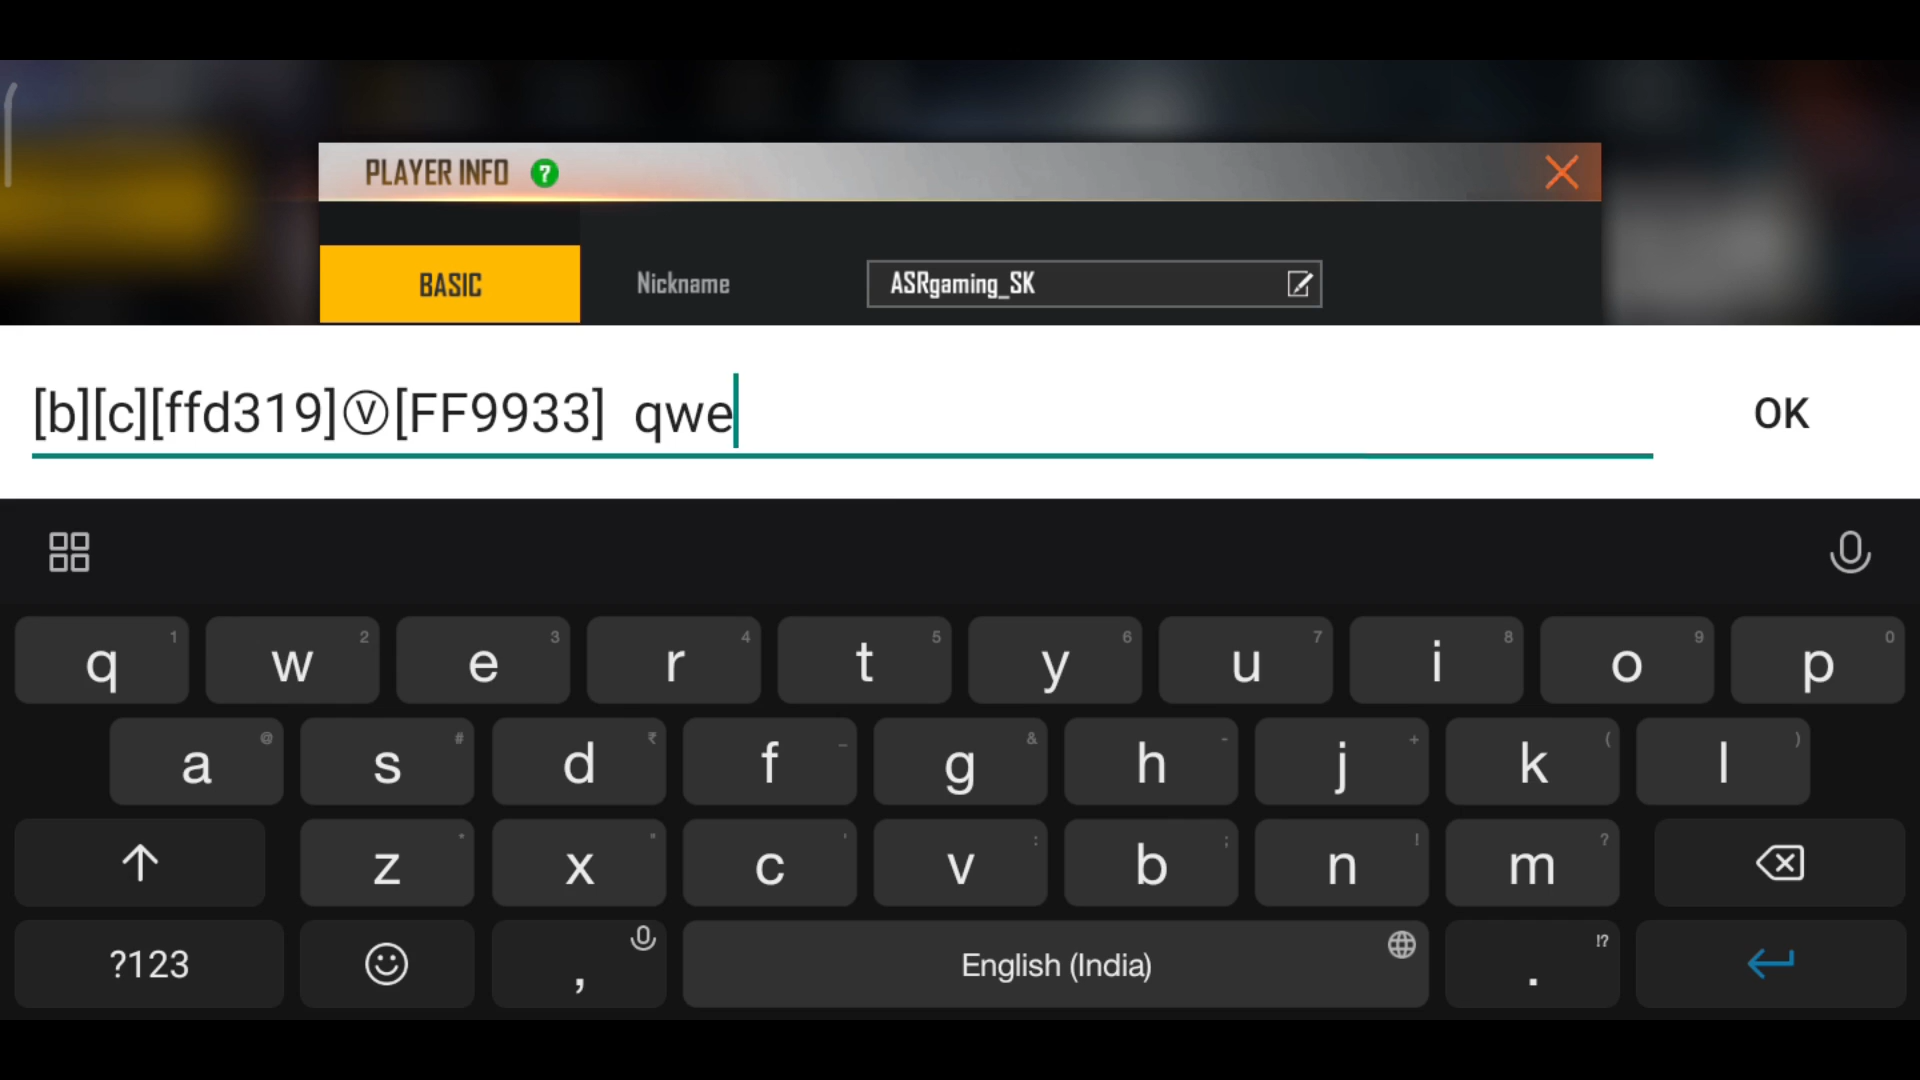 PLAYER INFO ?
BASIC Nickname ASRgaming_SK
[b][c][ffd319]Ⓥ[FF9933]  qwe OK
q 1 w 2 e 3 r 4 t 5 y 6 u 7 i 8 o 9 p 0
a @ s # d ₹ f _ g & h - j + k ( l )
z * x " c ' v : b ; n ! m ?
?123 , English (India) . !?